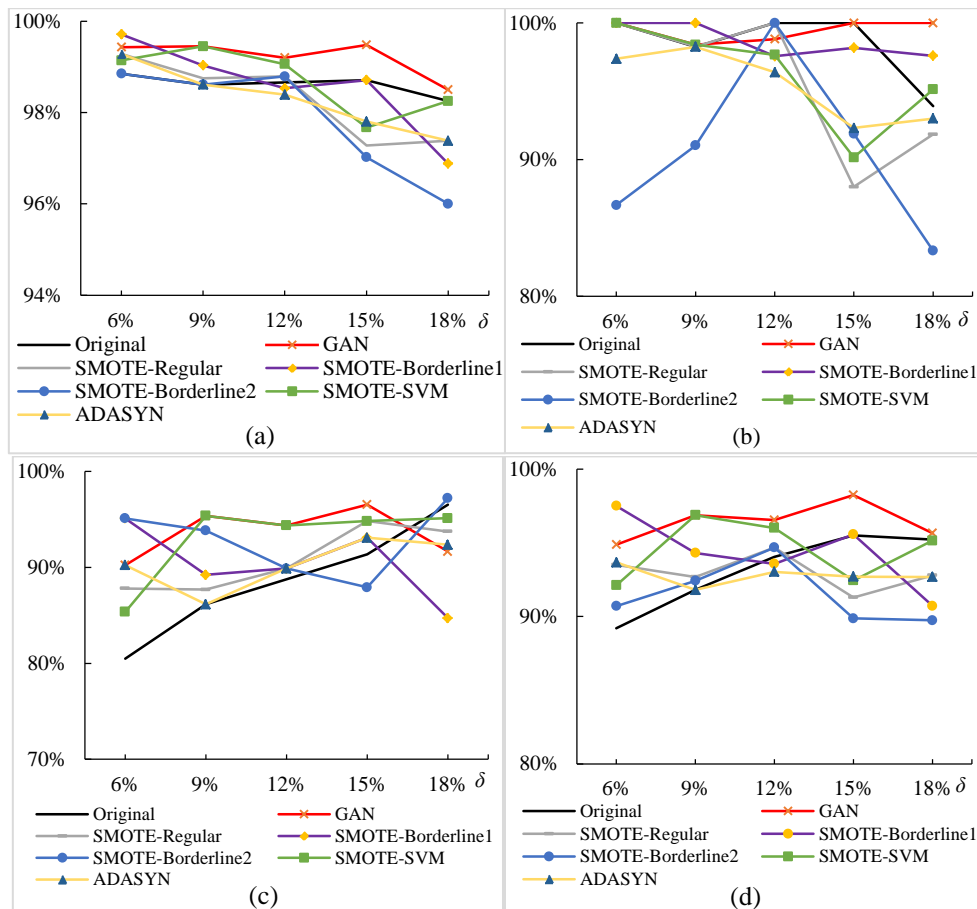 100%
98%
96%
94%
6% 9% 12% 15% 18% δ
Original GAN
SMOTE-Regular SMOTE-Borderline1
SMOTE-Borderline2 SMOTE-SVM
ADASYN
(a)
100%
90%
80%
6% 9% 12% 15% 18% δ
Original GAN
SMOTE-Regular SMOTE-Borderline1
SMOTE-Borderline2 SMOTE-SVM
ADASYN
(b)
100%
90%
80%
70%
6% 9% 12% 15% 18% δ
Original GAN
SMOTE-Regular SMOTE-Borderline1
SMOTE-Borderline2 SMOTE-SVM
ADASYN
(c)
100%
90%
80%
6% 9% 12% 15% 18% δ
Original GAN
SMOTE-Regular SMOTE-Borderline1
SMOTE-Borderline2 SMOTE-SVM
ADASYN
(d)